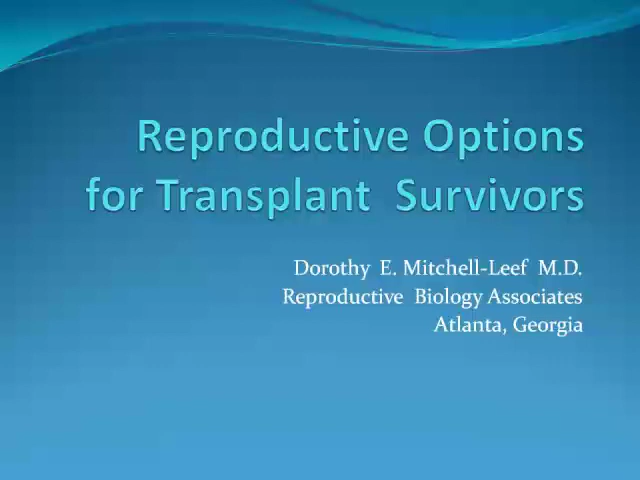 Reproductive Options
for Transplant Survivors
Dorothy E. Mitchell-Leef M.D.
Reproductive Biology Associates
Atlanta, Georgia